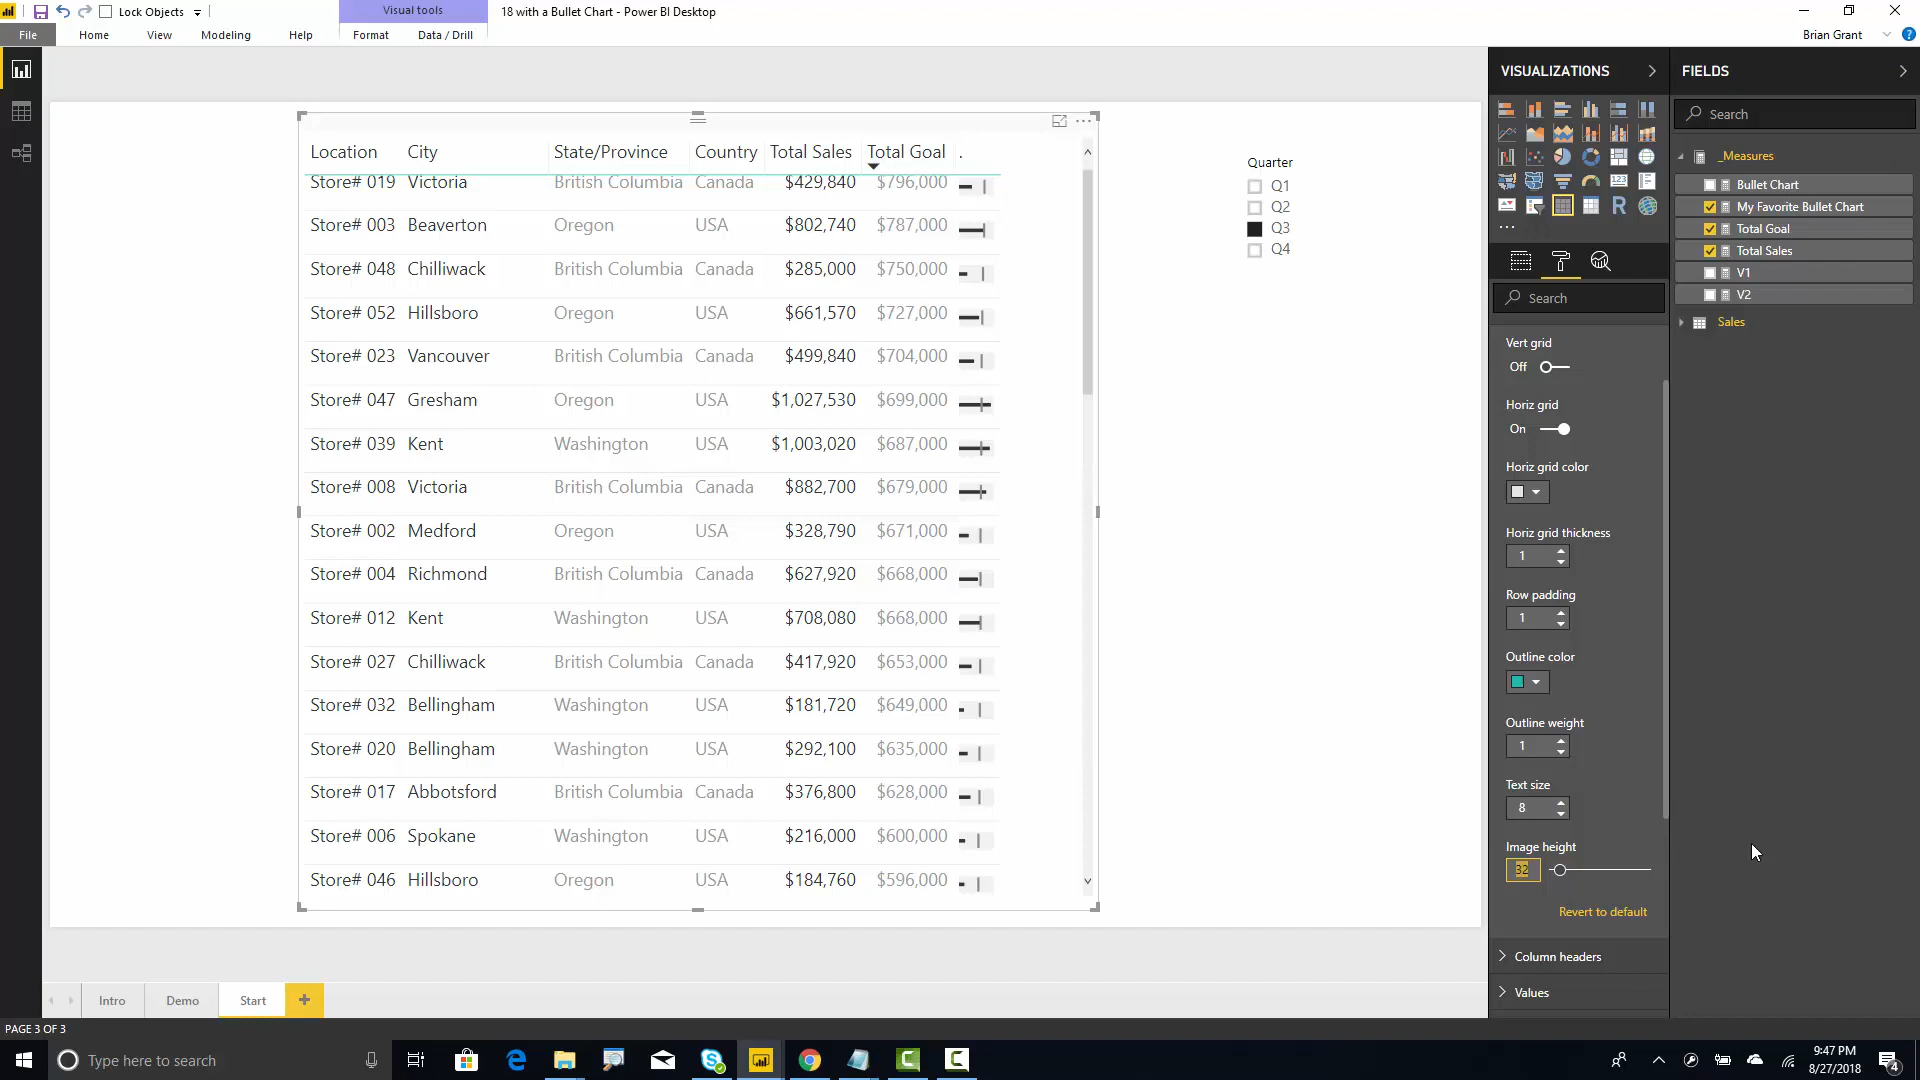 Lock Objects
Visual tools
18 with a Bullet Chart - Power BI Desktop
File Home View Modeling Help Format Data / Drill
Brian Grant
VISUALIZATIONS
FIELDS
Location City State/Province Country Total Sales Total Goal .
Store# 019 Victoria British Columbia Canada $429,840 $796,000
Store# 003 Beaverton Oregon USA $802,740 $787,000
Store# 048 Chilliwack British Columbia Canada $285,000 $750,000
Store# 052 Hillsboro Oregon USA $661,570 $727,000
Store# 023 Vancouver British Columbia Canada $499,840 $704,000
Store# 047 Gresham Oregon USA $1,027,530 $699,000
Store# 039 Kent Washington USA $1,003,020 $687,000
Store# 008 Victoria British Columbia Canada $882,700 $679,000
Store# 002 Medford Oregon USA $328,790 $671,000
Store# 004 Richmond British Columbia Canada $627,920 $668,000
Store# 012 Kent Washington USA $708,080 $668,000
Store# 027 Chilliwack British Columbia Canada $417,920 $653,000
Store# 032 Bellingham Washington USA $181,720 $649,000
Store# 020 Bellingham Washington USA $292,100 $635,000
Store# 017 Abbotsford British Columbia Canada $376,800 $628,000
Store# 006 Spokane Washington USA $216,000 $600,000
Store# 046 Hillsboro Oregon USA $184,760 $596,000
Quarter
Q1
Q2
Q3
Q4
123
R
Search
Vert grid
Off
Horiz grid
On
Horiz grid color
Horiz grid thickness
1
Row padding
1
Outline color
Outline weight
1
Text size
8
Image height
32
Revert to default
Column headers
Values
Search
_Measures
Bullet Chart
My Favorite Bullet Chart
Total Goal
Total Sales
V1
V2
Sales
Intro Demo Start
PAGE 3 OF 3
Type here to search
9:47 PM
8/27/2018
4